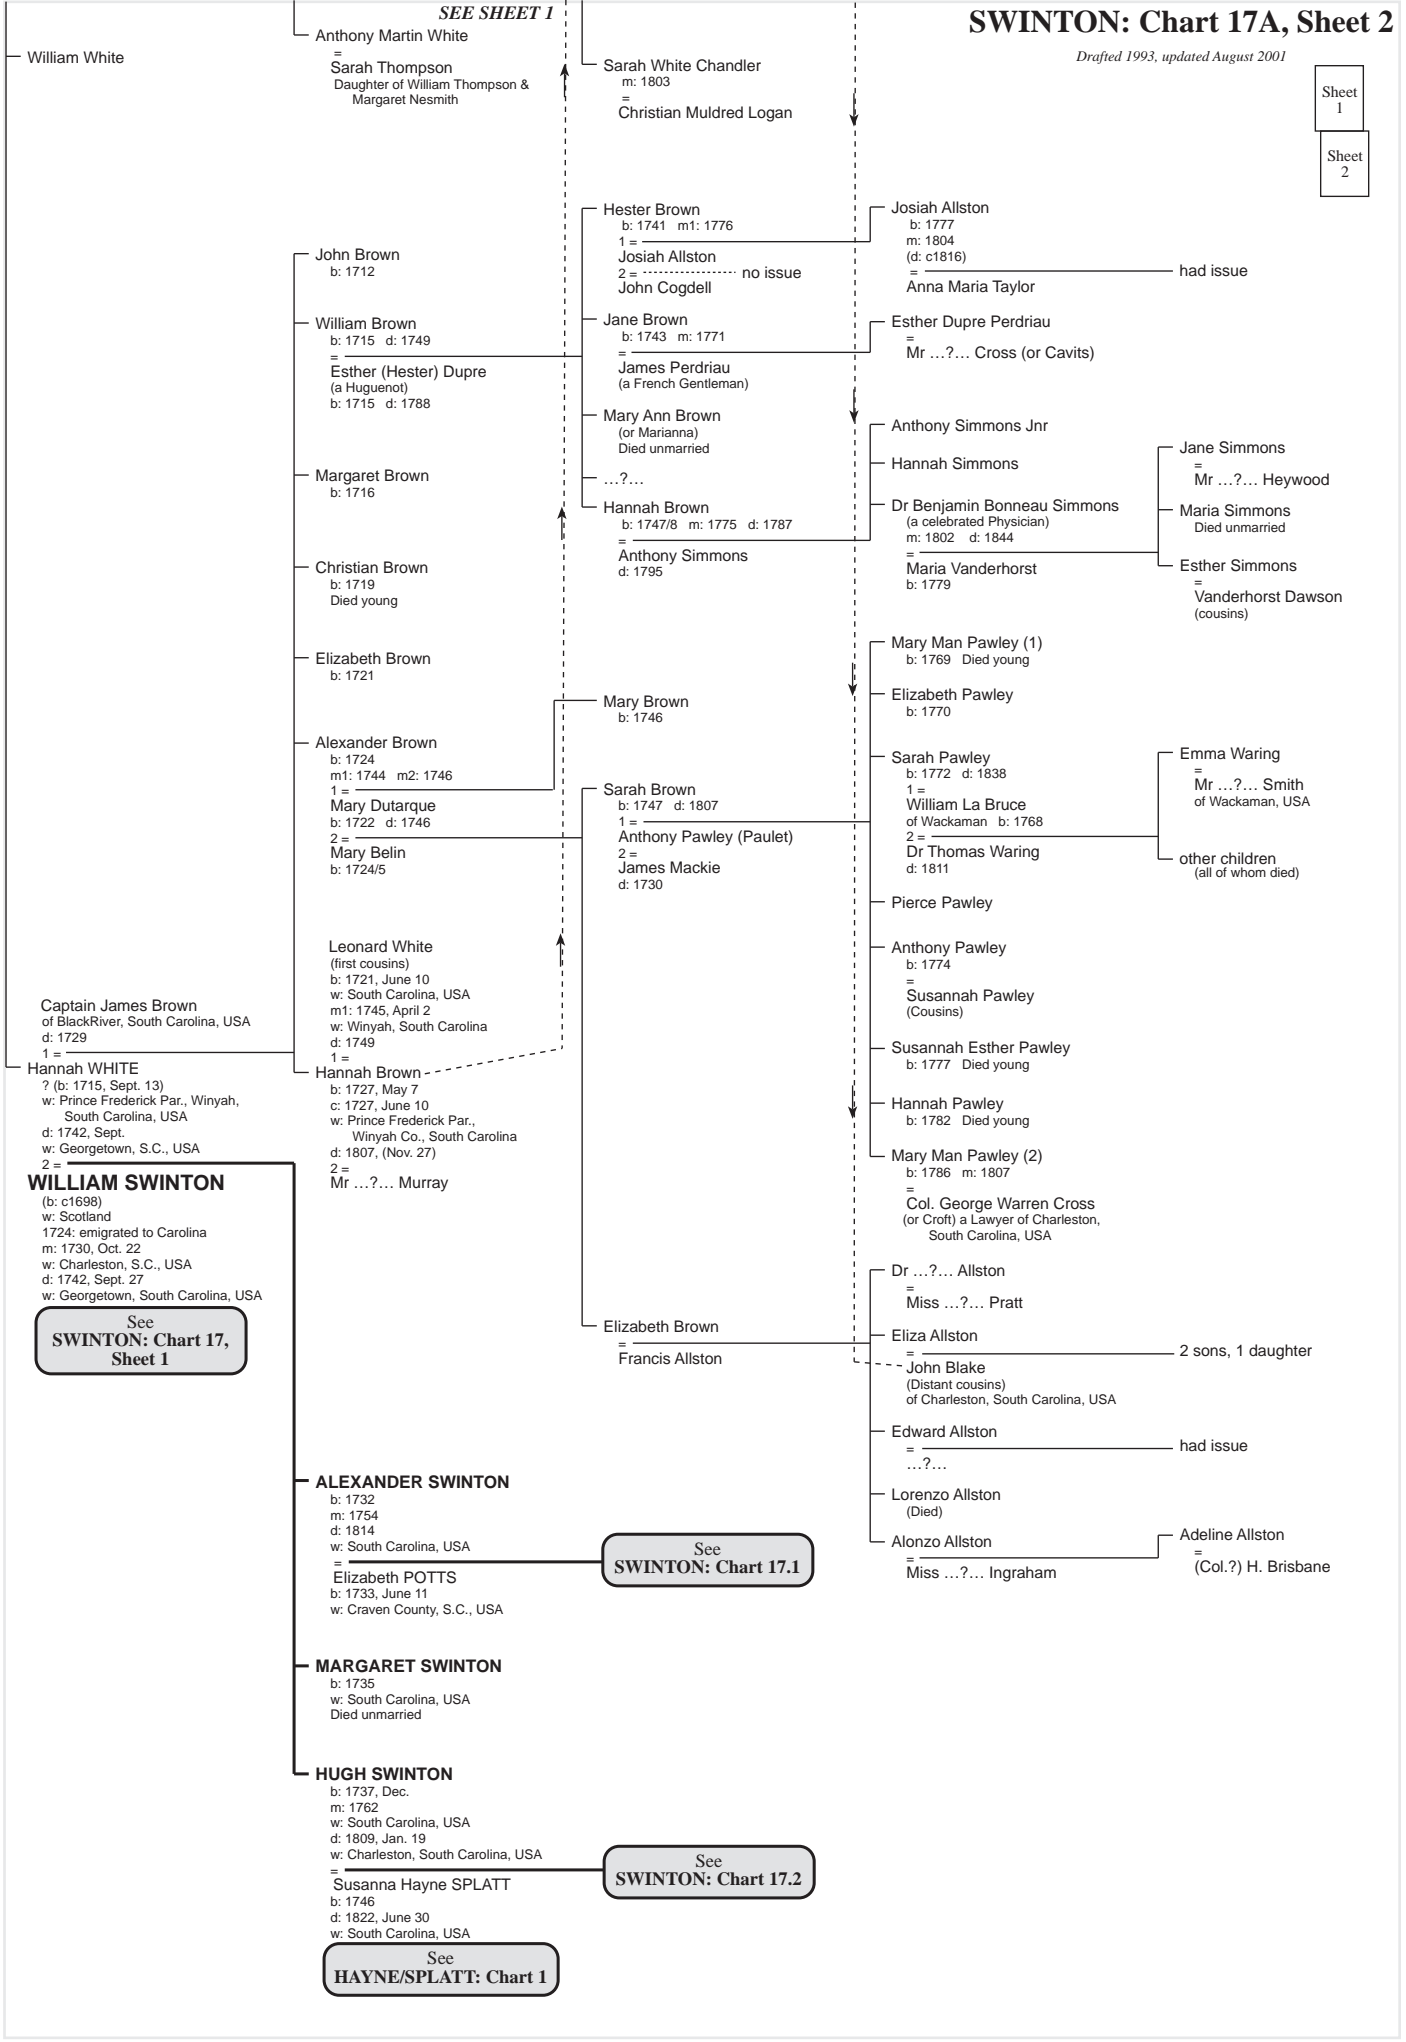 SEE SHEET 1
SWINTON: Chart 17A, Sheet 2
Drafted 1993, updated August 2001
Sheet
1
Sheet
2
William White
Captain James Brown
of BlackRiver, South Carolina, USA
d: 1729
1 =
Hannah WHITE
? (b: 1715, Sept. 13)
w: Prince Frederick Par., Winyah,
South Carolina, USA
d: 1742, Sept.
w: Georgetown, S.C., USA
2 =
WILLIAM SWINTON
(b: c1698)
w: Scotland
1724: emigrated to Carolina
m: 1730, Oct. 22
w: Charleston, S.C., USA
d: 1742, Sept. 27
w: Georgetown, South Carolina, USA
See
SWINTON: Chart 17,
Sheet 1
Anthony Martin White
=
Sarah Thompson
Daughter of William Thompson &
Margaret Nesmith
John Brown
b: 1712
William Brown
b: 1715 d: 1749
=
Esther (Hester) Dupre
(a Huguenot)
b: 1715 d: 1788
Margaret Brown
b: 1716
Christian Brown
b: 1719
Died young
Elizabeth Brown
b: 1721
Alexander Brown
b: 1724
m1: 1744 m2: 1746
1 =
Mary Dutarque
b: 1722 d: 1746
2 =
Mary Belin
b: 1724/5
Leonard White
(first cousins)
b: 1721, June 10
w: South Carolina, USA
m1: 1745, April 2
w: Winyah, South Carolina
d: 1749
1 =
Hannah Brown
b: 1727, May 7
c: 1727, June 10
w: Prince Frederick Par.,
Winyah Co., South Carolina
d: 1807, (Nov. 27)
2 =
Mr …?… Murray
ALEXANDER SWINTON
b: 1732
m: 1754
d: 1814
w: South Carolina, USA
=
Elizabeth POTTS
b: 1733, June 11
w: Craven County, S.C., USA
See
SWINTON: Chart 17.1
MARGARET SWINTON
b: 1735
w: South Carolina, USA
Died unmarried
HUGH SWINTON
b: 1737, Dec.
m: 1762
w: South Carolina, USA
d: 1809, Jan. 19
w: Charleston, South Carolina, USA
=
Susanna Hayne SPLATT
b: 1746
d: 1822, June 30
w: South Carolina, USA
See
HAYNE/SPLATT: Chart 1
See
SWINTON: Chart 17.2
Sarah White Chandler
m: 1803
=
Christian Muldred Logan
Hester Brown
b: 1741 m1: 1776
1 =
Josiah Allston
2 = no issue
John Cogdell
Jane Brown
b: 1743 m: 1771
=
James Perdriau
(a French Gentleman)
Mary Ann Brown
(or Marianna)
Died unmarried
…?…
Hannah Brown
b: 1747/8 m: 1775 d: 1787
=
Anthony Simmons
d: 1795
Mary Brown
b: 1746
Sarah Brown
b: 1747 d: 1807
1 =
Anthony Pawley (Paulet)
2 =
James Mackie
d: 1730
Elizabeth Brown
=
Francis Allston
Josiah Allston
b: 1777
m: 1804
(d: c1816)
= had issue
Anna Maria Taylor
Esther Dupre Perdriau
=
Mr …?… Cross (or Cavits)
Anthony Simmons Jnr
Hannah Simmons
Dr Benjamin Bonneau Simmons
(a celebrated Physician)
m: 1802 d: 1844
=
Maria Vanderhorst
b: 1779
Jane Simmons
=
Mr …?… Heywood
Maria Simmons
Died unmarried
Esther Simmons
=
Vanderhorst Dawson
(cousins)
Mary Man Pawley (1)
b: 1769 Died young
Elizabeth Pawley
b: 1770
Sarah Pawley
b: 1772 d: 1838
1 =
William La Bruce
of Wackaman b: 1768
2 =
Dr Thomas Waring
d: 1811
Emma Waring
=
Mr …?… Smith
of Wackaman, USA
other children
(all of whom died)
Pierce Pawley
Anthony Pawley
b: 1774
=
Susannah Pawley
(Cousins)
Susannah Esther Pawley
b: 1777 Died young
Hannah Pawley
b: 1782 Died young
Mary Man Pawley (2)
b: 1786 m: 1807
=
Col. George Warren Cross
(or Croft) a Lawyer of Charleston,
South Carolina, USA
Dr …?… Allston
=
Miss …?… Pratt
Eliza Allston
= 2 sons, 1 daughter
John Blake
(Distant cousins)
of Charleston, South Carolina, USA
Edward Allston
= had issue
…?…
Lorenzo Allston
(Died)
Alonzo Allston
=
Miss …?… Ingraham
Adeline Allston
=
(Col.?) H. Brisbane